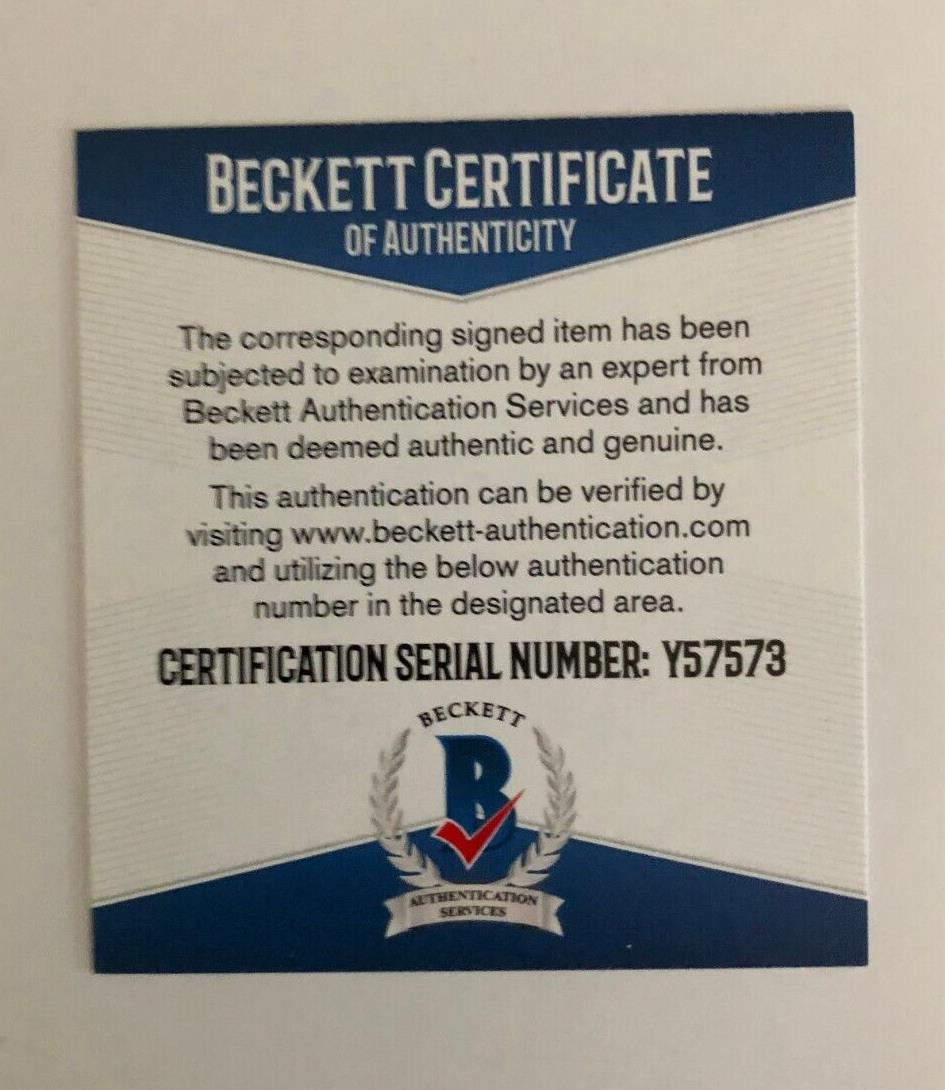 BECKETT CERTIFICATE
OF AUTHENTICITY
The corresponding signed item has been
subjected to examination by an expert from
Beckett Authentication Services and has
been deemed authentic and genuine.
This authentication can be verified by
visiting www.beckett-authentication.com
and utilizing the below authentication
number in the designated area.
CERTIFICATION SERIAL NUMBER: Y57573
BECKETT
B
AUTHENTICATION
SERVICES